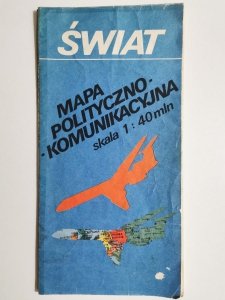 ŚWIAT
MAPA
POLITYCZNO-
-KOMUNIKACYJNA
skala 1:40 mln